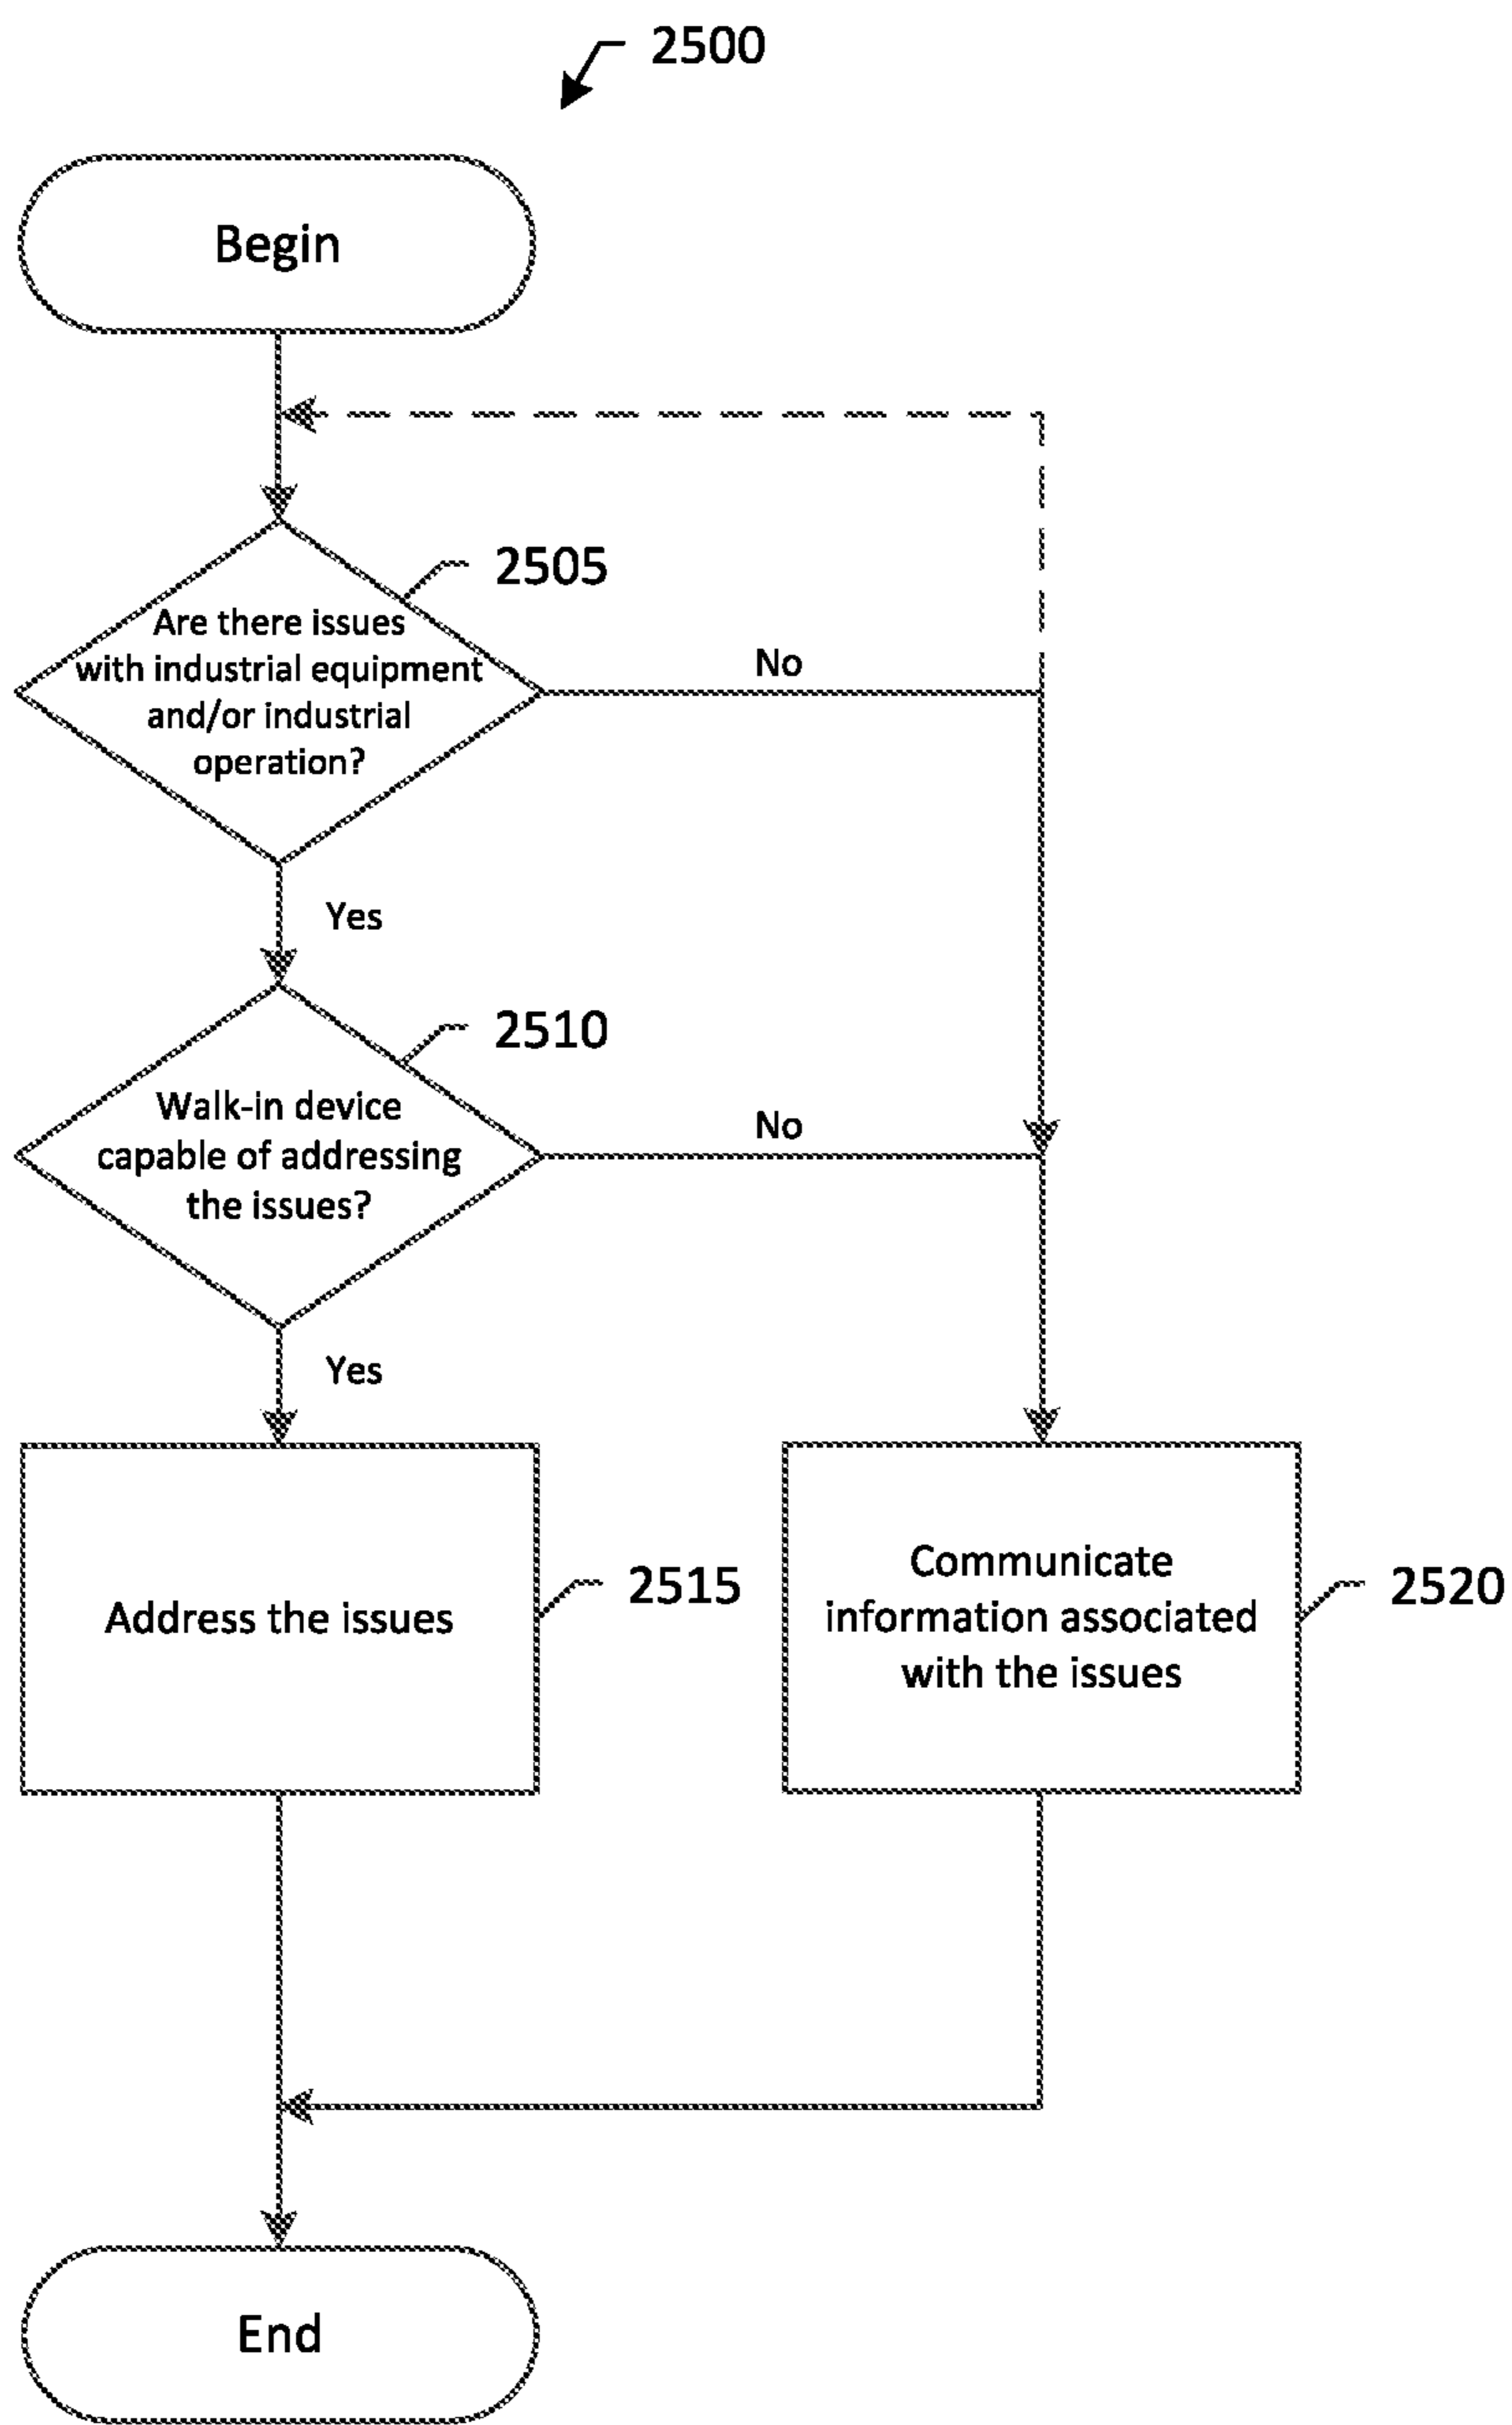 2500
Begin
2505
Are there issues
with industrial equipment
and/or industrial
operation?
No
Yes
2510
Walk-in device
capable of addressing
the issues?
No
Yes
Address the issues
2515
Communicate
information associated
with the issues
2520
End